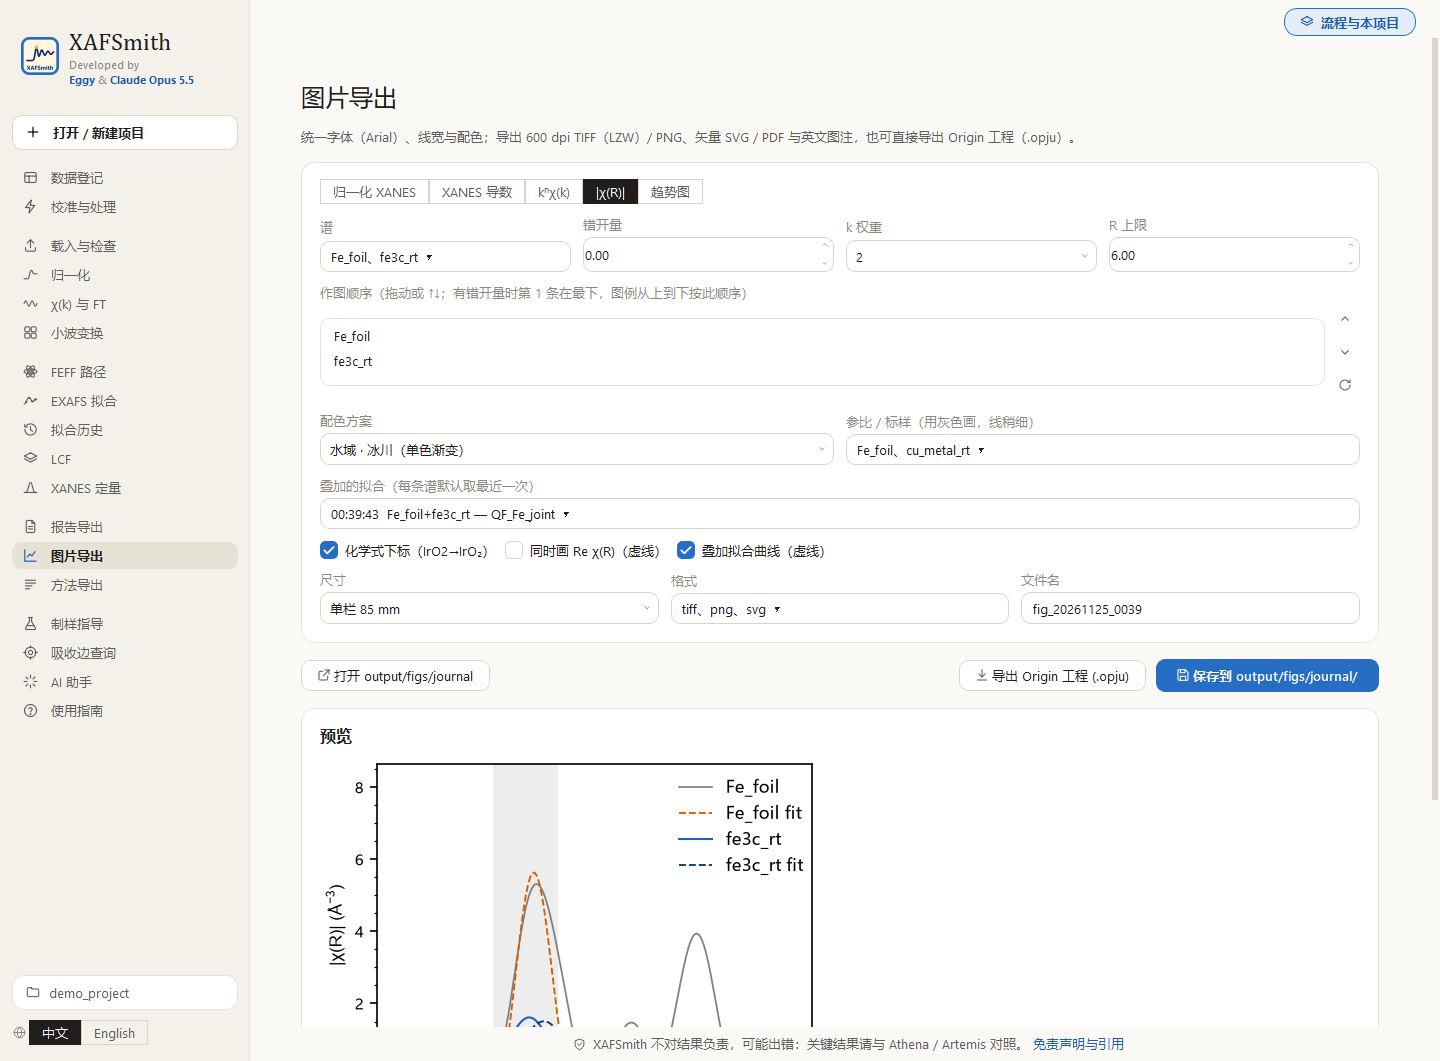 流程与本项目
XAFSmith
XAFSmith
Developed by
Eggy & Claude Opus 5.5
打开 / 新建项目
数据登记
校准与处理
载入与检查
归一化
χ(k) 与 FT
小波变换
FEFF 路径
EXAFS 拟合
拟合历史
LCF
XANES 定量
报告导出
图片导出
方法导出
制样指导
吸收边查询
AI 助手
使用指南
demo_project
中文 English
图片导出
统一字体（Arial）、线宽与配色；导出 600 dpi TIFF（LZW）/ PNG、矢量 SVG / PDF 与英文图注，也可直接导出 Origin 工程（.opju）。
归一化 XANES XANES 导数 kⁿχ(k) |χ(R)| 趋势图
谱 错开量 k 权重 R 上限
Fe_foil、fe3c_rt 0.00 2 6.00
作图顺序（拖动或 ↑↓；有错开量时第 1 条在最下，图例从上到下按此顺序）
Fe_foil
fe3c_rt
配色方案 参比 / 标样（用灰色画，线稍细）
水域 · 冰川（单色渐变） Fe_foil、cu_metal_rt
叠加的拟合（每条谱默认取最近一次）
00:39:43 Fe_foil+fe3c_rt — QF_Fe_joint
化学式下标（IrO2→IrO₂） 同时画 Re χ(R)（虚线） 叠加拟合曲线（虚线）
尺寸 格式 文件名
单栏 85 mm tiff、png、svg fig_20261125_0039
打开 output/figs/journal 导出 Origin 工程 (.opju) 保存到 output/figs/journal/
预览
8
6
4
2
|χ(R)| (Å⁻³)
Fe_foil
Fe_foil fit
fe3c_rt
fe3c_rt fit
XAFSmith 不对结果负责，可能出错：关键结果请与 Athena / Artemis 对照。 免责声明与引用